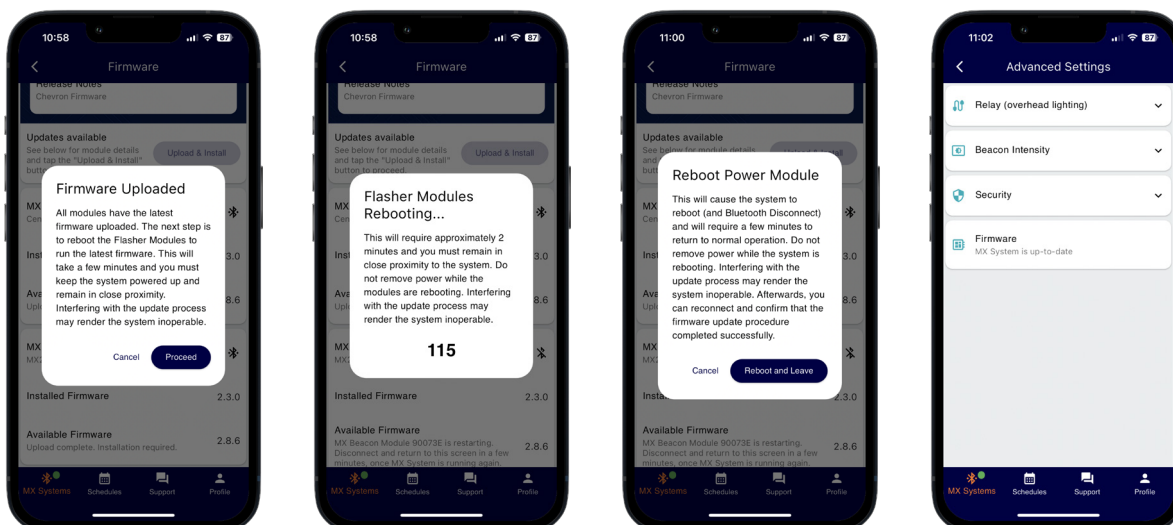 10:58
87
Firmware
Release Notes
Chevron Firmware
Updates available
See below for module details
and tap the "Upload & Install"
Upload & Install
Firmware Uploaded
All modules have the latest
firmware uploaded. The next step is
to reboot the Flasher Modules to
run the latest firmware. This will
take a few minutes and you must
keep the system powered up and
remain in close proximity.
Interfering with the update process
may render the system inoperable.
Cancel
Proceed
Installed Firmware
2.3.0
Available Firmware
Upload complete. Installation required.
2.8.6
MX Systems
Schedules
Support
Profile
10:58
87
Firmware
Release Notes
Chevron Firmware
Updates available
See below for module details
and tap the "Upload & Install"
button to proceed.
Upload & Install
Flasher Modules
Rebooting...
This will require approximately 2
minutes and you must remain in
close proximity to the system. Do
not remove power while the
modules are rebooting. Interfering
with the update process may
render the system inoperable.
115
Installed Firmware
2.3.0
Available Firmware
MX Beacon Module 90073E is restarting.
Disconnect and return to this screen in a few
minutes, once MX System is running again.
2.8.6
MX Systems
Schedules
Support
Profile
11:00
87
Firmware
Release Notes
Chevron Firmware
Updates available
See below for module details
Upload & Install
Reboot Power Module
This will cause the system to
reboot (and Bluetooth Disconnect)
and will require a few minutes to
return to normal operation. Do not
remove power while the system is
rebooting. Interfering with the
update process may render the
system inoperable. Afterwards, you
can reconnect and confirm that the
firmware update procedure
completed successfully.
Cancel
Reboot and Leave
2.3.0
Available Firmware
MX Beacon Module 90073E is restarting.
Disconnect and return to this screen in a few
minutes, once MX System is running again.
2.8.6
MX Systems
Schedules
Support
Profile
11:02
87
Advanced Settings
Relay (overhead lighting)
Beacon Intensity
Security
Firmware
MX System is up-to-date
MX Systems
Schedules
Support
Profile